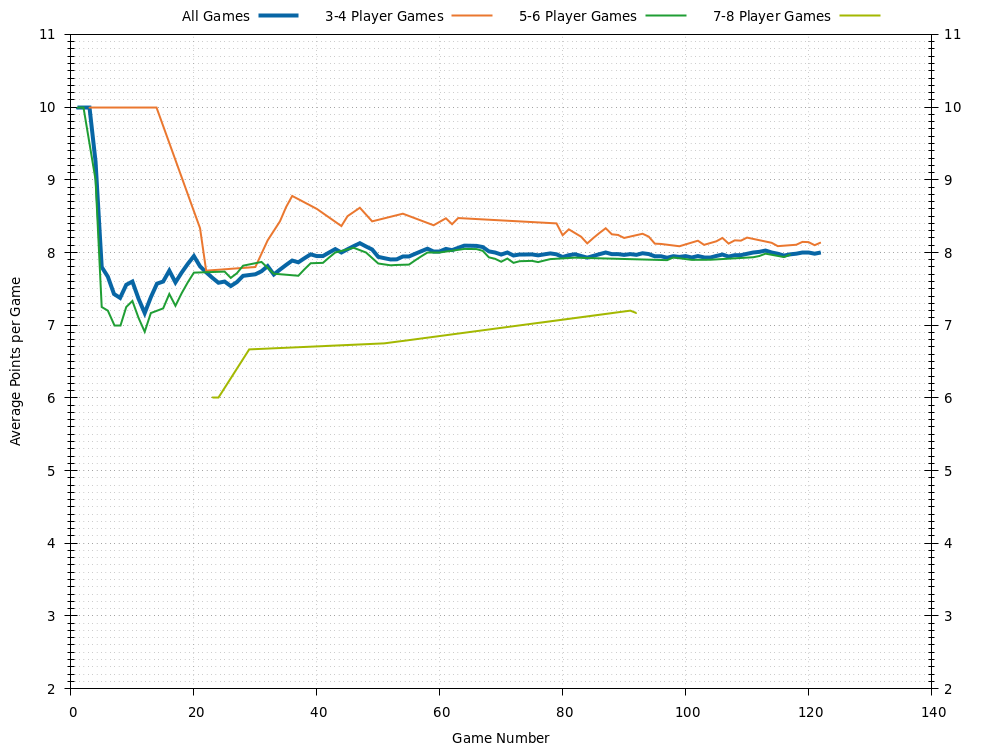 All Games 3-4 Player Games 5-6 Player Games 7-8 Player Games
11 11
10 10
9 9
8 8
7 7
6 6
5 5
4 4
3 3
2 2
Average Points per Game
0 20 40 60 80 100 120 140
Game Number